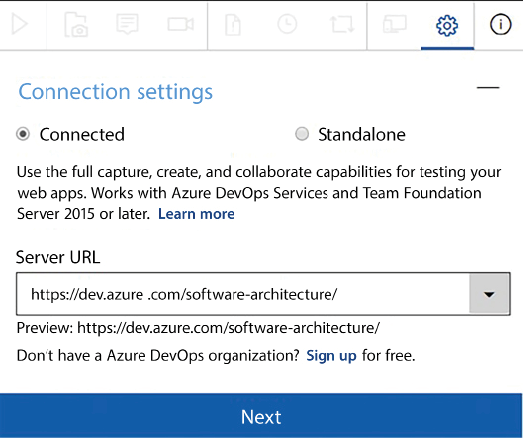 Connection settings
Connected
Standalone
Use the full capture, create, and collaborate capabilities for testing your
web apps. Works with Azure DevOps Services and Team Foundation
Server 2015 or later. Learn more
Server URL
https://dev.azure .com/software-architecture/
Preview: https://dev.azure.com/software-architecture/
Don't have a Azure DevOps organization? Sign up for free.
Next